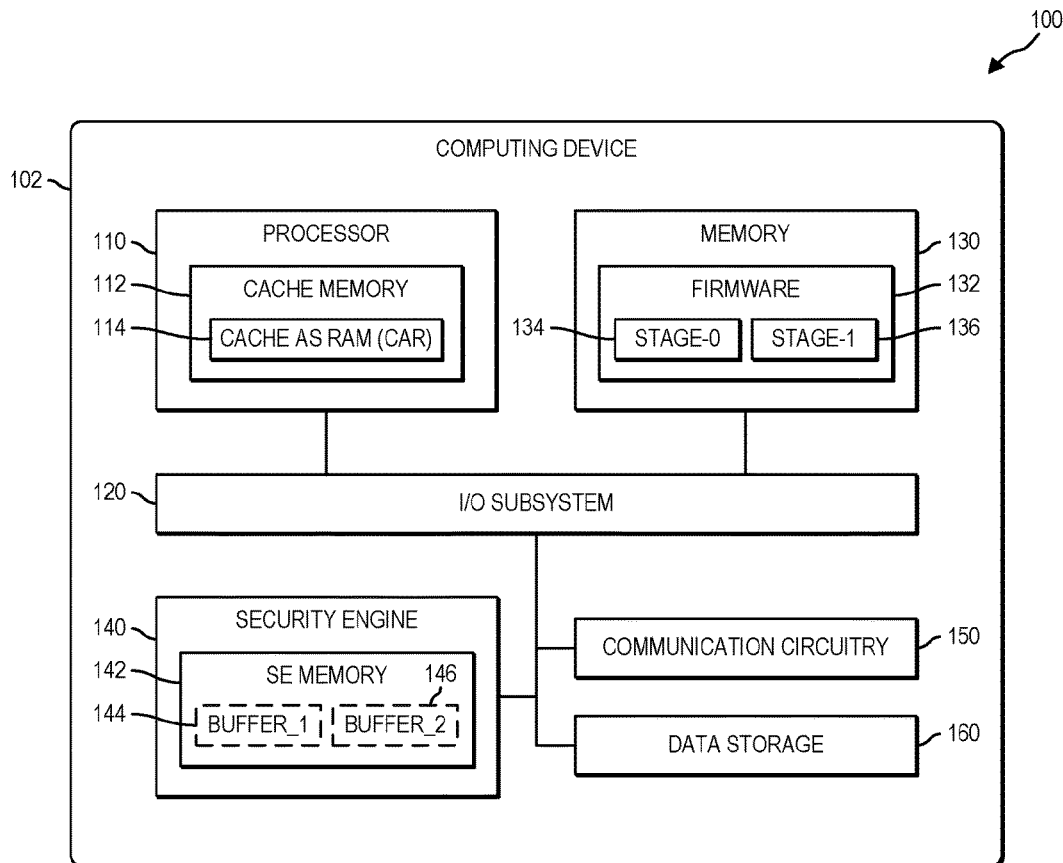 100
COMPUTING DEVICE
102
PROCESSOR
110
CACHE MEMORY
112
CACHE AS RAM (CAR)
114
MEMORY
130
FIRMWARE
132
134
STAGE-0
STAGE-1
136
120
I/O SUBSYSTEM
SECURITY ENGINE
140
SE MEMORY
142
146
144
BUFFER_1
BUFFER_2
COMMUNICATION CIRCUITRY
150
DATA STORAGE
160